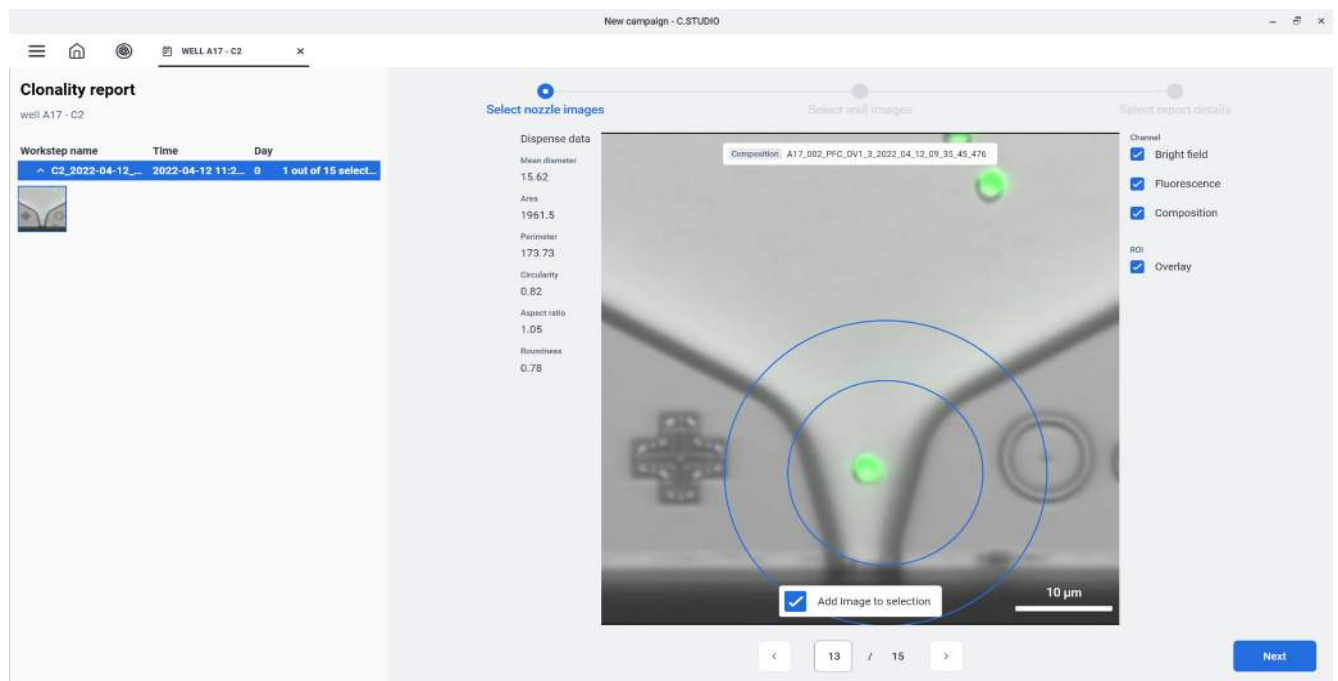 New campaign - C.STUDIO
WELL A17 - C2
Clonality report
well A17 - C2
Workstep name Time Day
C2_2022-04-12_... 2022-04-12 11:2... 0 1 out of 15 select...
Select nozzle images
Select well images
Select report details
Dispense data
Mean diameter
15.62
Area
1961.5
Perimeter
173.73
Circularity
0.82
Aspect ratio
1.05
Roundness
0.78
Composition A17_002_PFC_OV1_3_2022_04_12_09_35_45_476
Channel
Bright field
Fluorescence
Composition
ROI
Overlay
10 µm
Add image to selection
13 / 15
Next